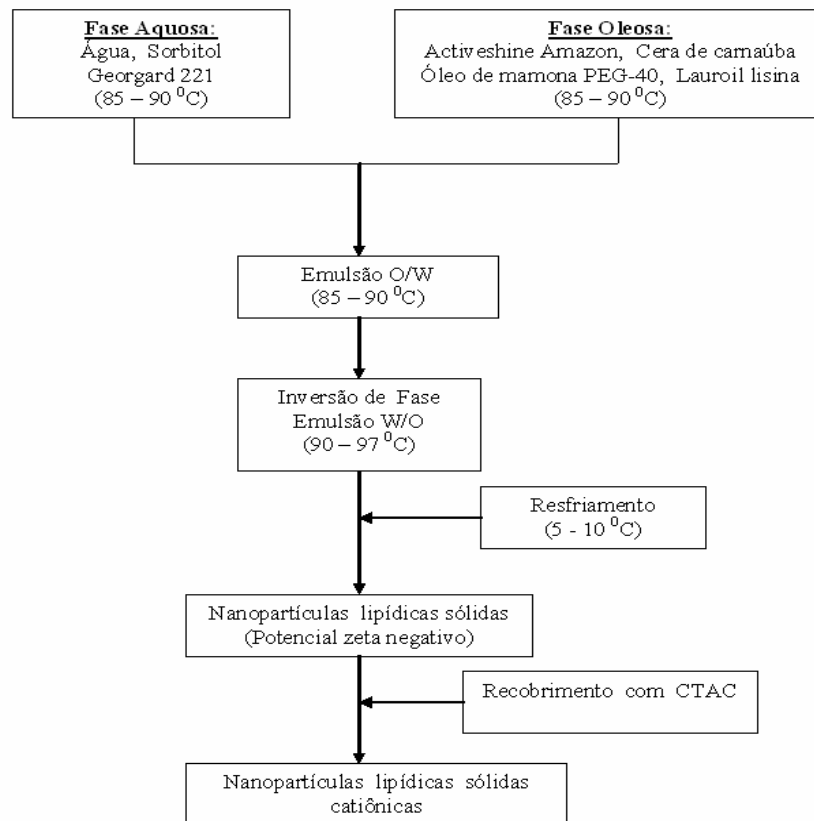 Fase Aquosa:
Água, Sorbitol
Georgard 221
(85 – 90 ⁰C)
Fase Oleosa:
Activeshine Amazon, Cera de carnaúba
Óleo de mamona PEG-40, Lauroil lisina
(85 – 90 ⁰C)
Emulsão O/W
(85 – 90 ⁰C)
Inversão de Fase
Emulsão W/O
(90 – 97 ⁰C)
Resfriamento
(5 - 10 ⁰C)
Nanopartículas lipídicas sólidas
(Potencial zeta negativo)
Recobrimento com CTAC
Nanopartículas lipídicas sólidas
catiônicas